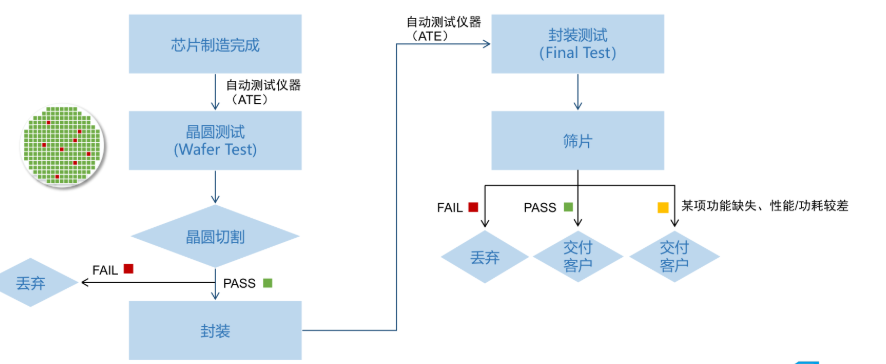 芯片制造完成
自动测试仪器
（ATE）
晶圆测试
(Wafer Test)
晶圆切割
FAIL
丢弃
PASS
封装
自动测试仪器
（ATE）
封装测试
（Final Test)
筛片
FAIL
PASS
某项功能缺失、性能/功耗较差
丢弃
交付
客户
交付
客户